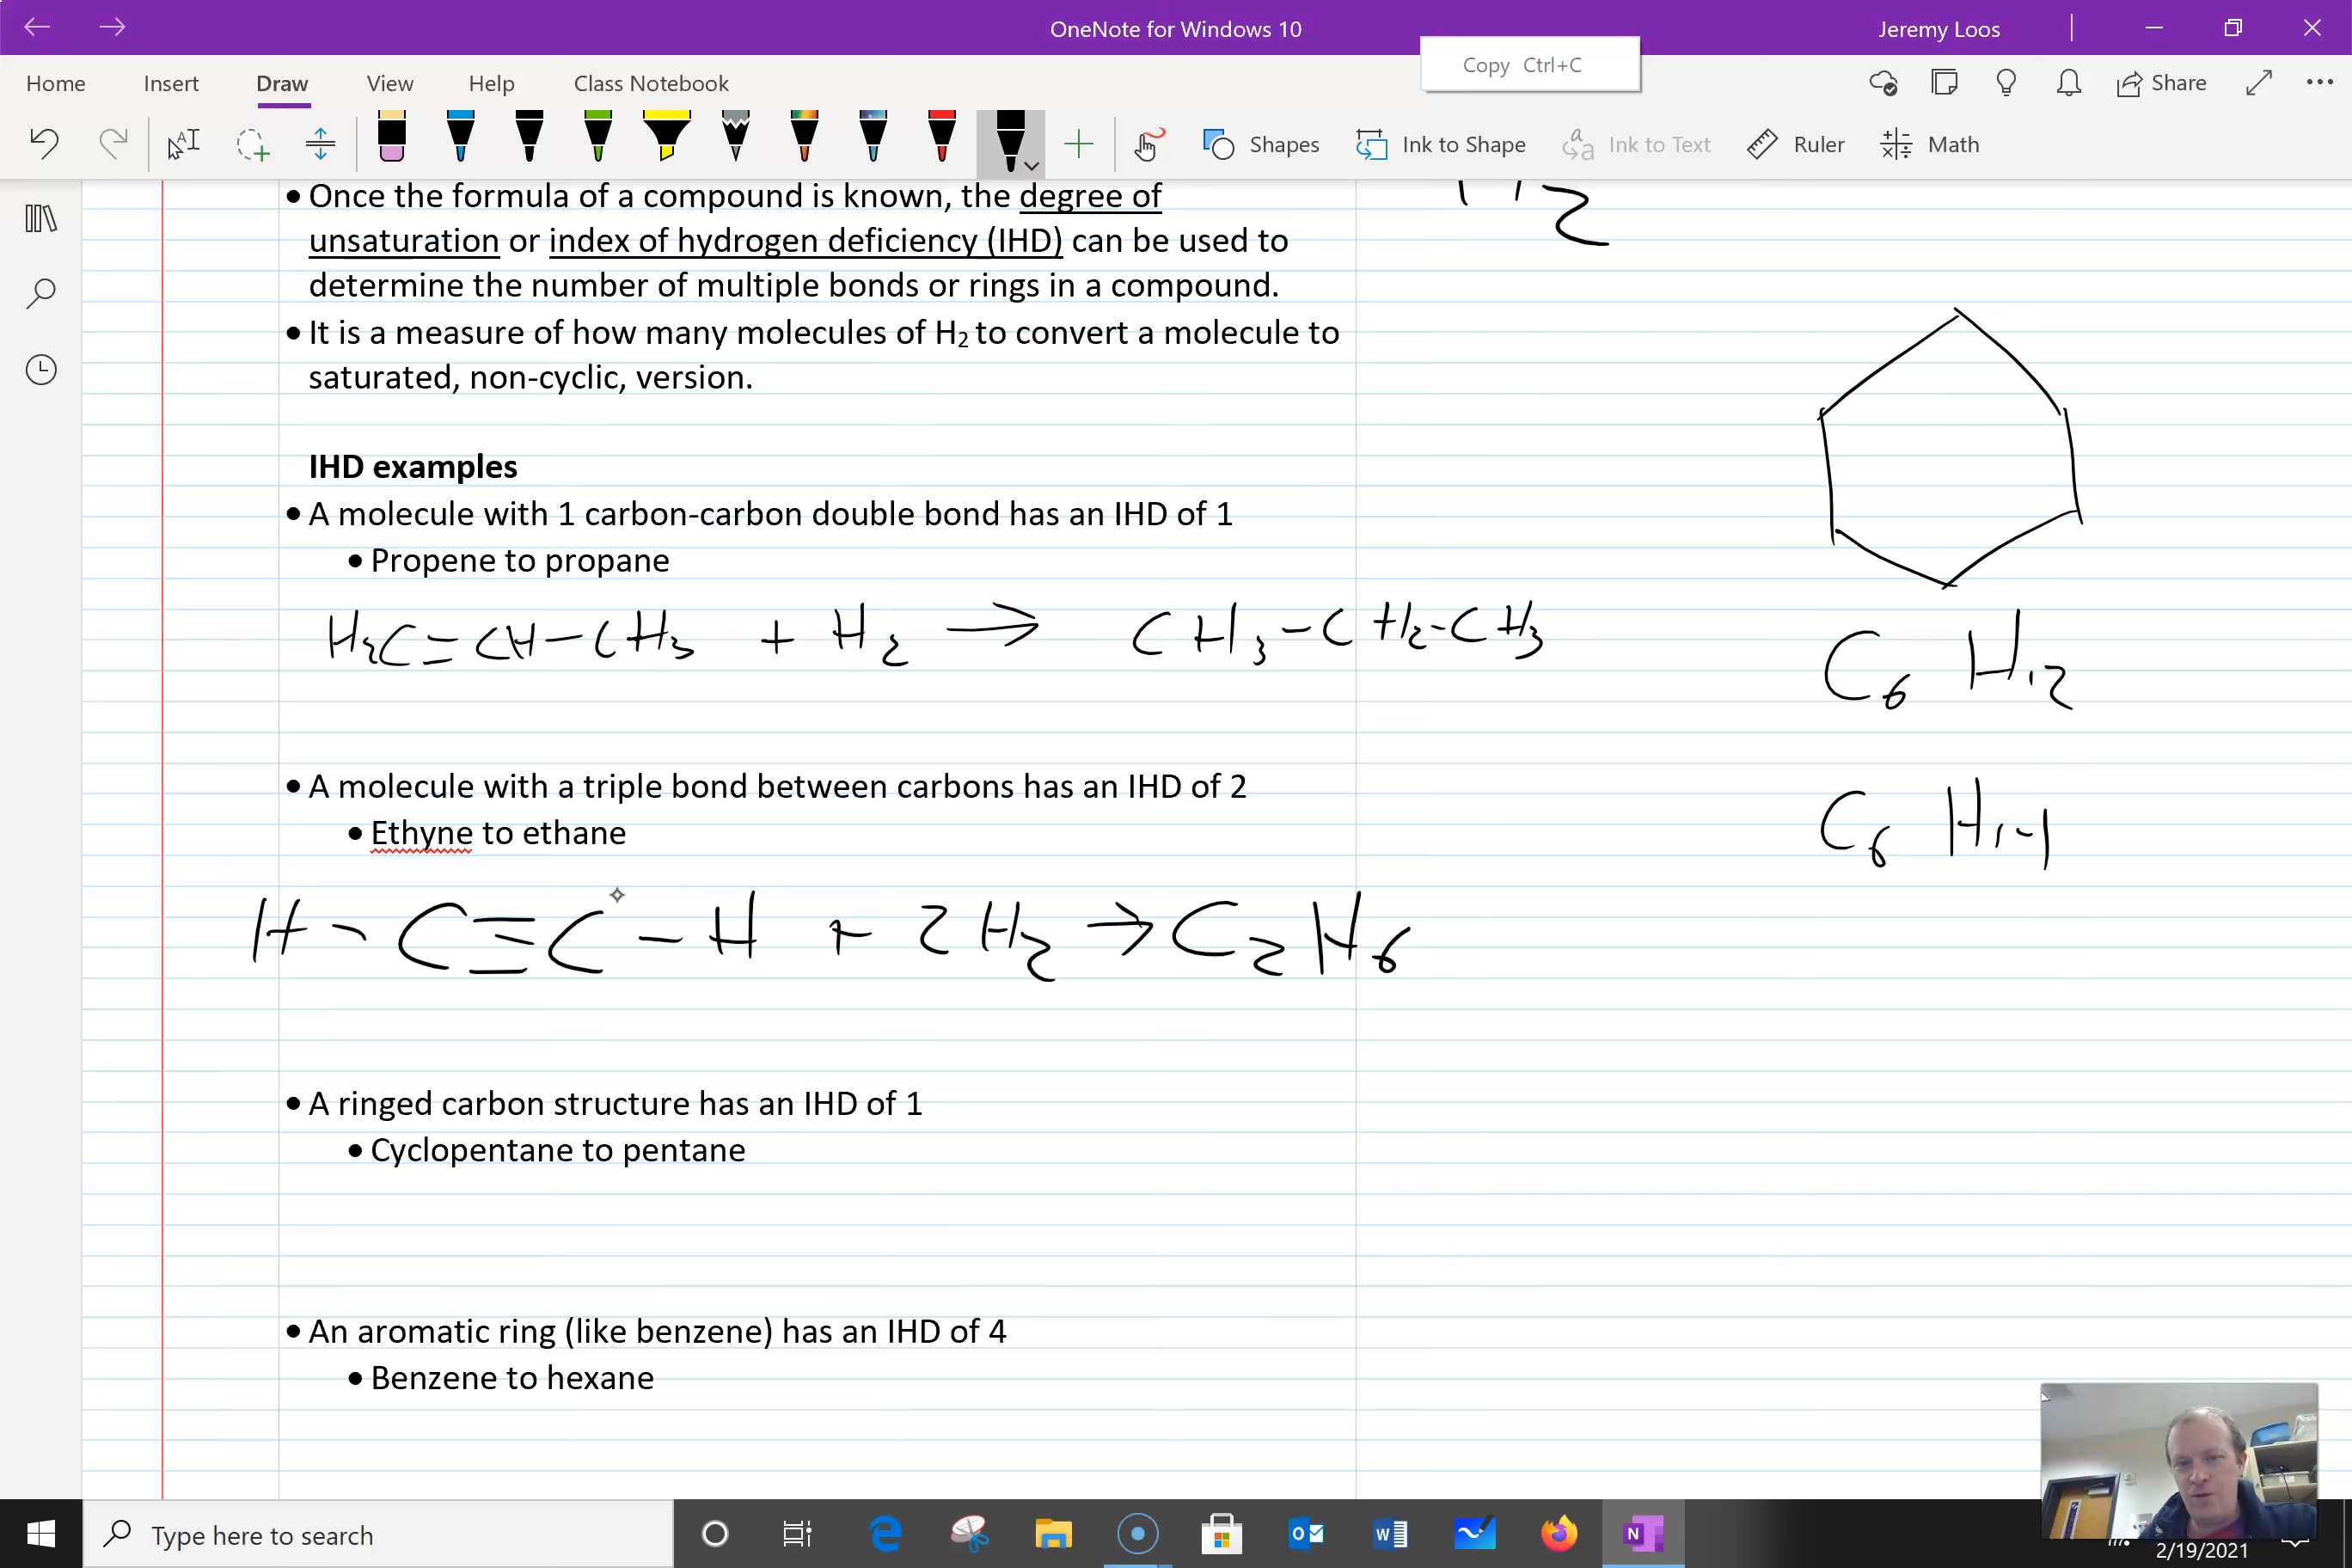 OneNote for Windows 10
Jeremy Loos
Copy Ctrl+C
Home Insert Draw View Help Class Notebook
Share
Shapes Ink to Shape Ink to Text Ruler Math
• Once the formula of a compound is known, the degree of
unsaturation or index of hydrogen deficiency (IHD) can be used to
determine the number of multiple bonds or rings in a compound.
• It is a measure of how many molecules of H₂ to convert a molecule to
saturated, non-cyclic, version.
IHD examples
• A molecule with 1 carbon-carbon double bond has an IHD of 1
• Propene to propane
H₂C=CH-CH₃ + H₂ → CH₃-CH₂-CH₃
C₆H₁₂
• A molecule with a triple bond between carbons has an IHD of 2
• Ethyne to ethane
C₆H₁₄
H-C≡C-H + 2H₂ → C₂H₆
• A ringed carbon structure has an IHD of 1
• Cyclopentane to pentane
• An aromatic ring (like benzene) has an IHD of 4
• Benzene to hexane
Type here to search
2/19/2021